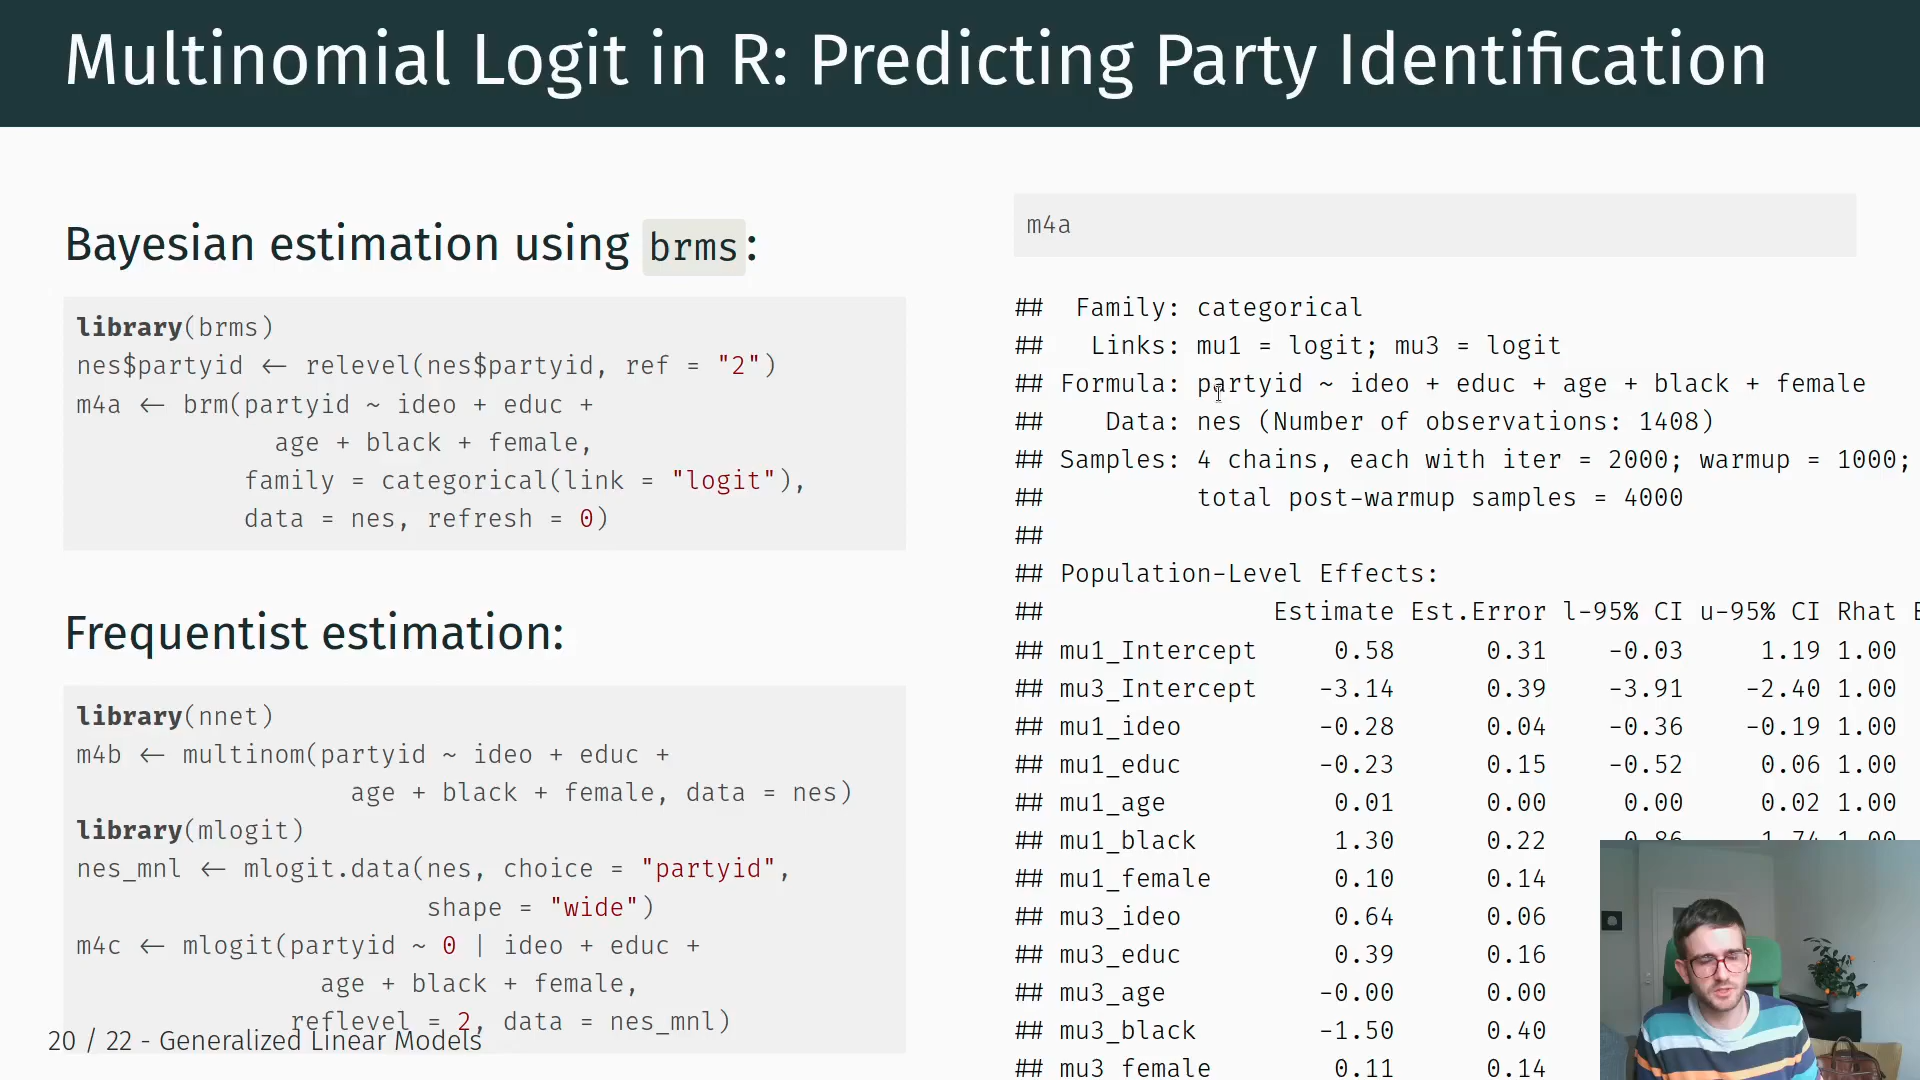 Multinomial Logit in R: Predicting Party Identification
Bayesian estimation using brms:
library(brms)
nes$partyid ← relevel(nes$partyid, ref = "2")
m4a ← brm(partyid ~ ideo + educ +
age + black + female,
family = categorical(link = "logit"),
data = nes, refresh = 0)
Frequentist estimation:
library(nnet)
m4b ← multinom(partyid ~ ideo + educ +
age + black + female, data = nes)
library(mlogit)
nes_mnl ← mlogit.data(nes, choice = "partyid",
shape = "wide")
m4c ← mlogit(partyid ~ 0 | ideo + educ +
age + black + female,
reflevel = 2, data = nes_mnl)
20 / 22 - Generalized Linear Models
m4a
## Family: categorical
## Links: mu1 = logit; mu3 = logit
## Formula: partyid ~ ideo + educ + age + black + female
## Data: nes (Number of observations: 1408)
## Samples: 4 chains, each with iter = 2000; warmup = 1000;
## total post-warmup samples = 4000
##
## Population-Level Effects:
## Estimate Est.Error l-95% CI u-95% CI Rhat
## mu1_Intercept 0.58 0.31 -0.03 1.19 1.00
## mu3_Intercept -3.14 0.39 -3.91 -2.40 1.00
## mu1_ideo -0.28 0.04 -0.36 -0.19 1.00
## mu1_educ -0.23 0.15 -0.52 0.06 1.00
## mu1_age 0.01 0.00 0.00 0.02 1.00
## mu1_black 1.30 0.22 0.86 1.74 1.00
## mu1_female 0.10 0.14
## mu3_ideo 0.64 0.06
## mu3_educ 0.39 0.16
## mu3_age -0.00 0.00
## mu3_black -1.50 0.40
## mu3_female 0.11 0.14